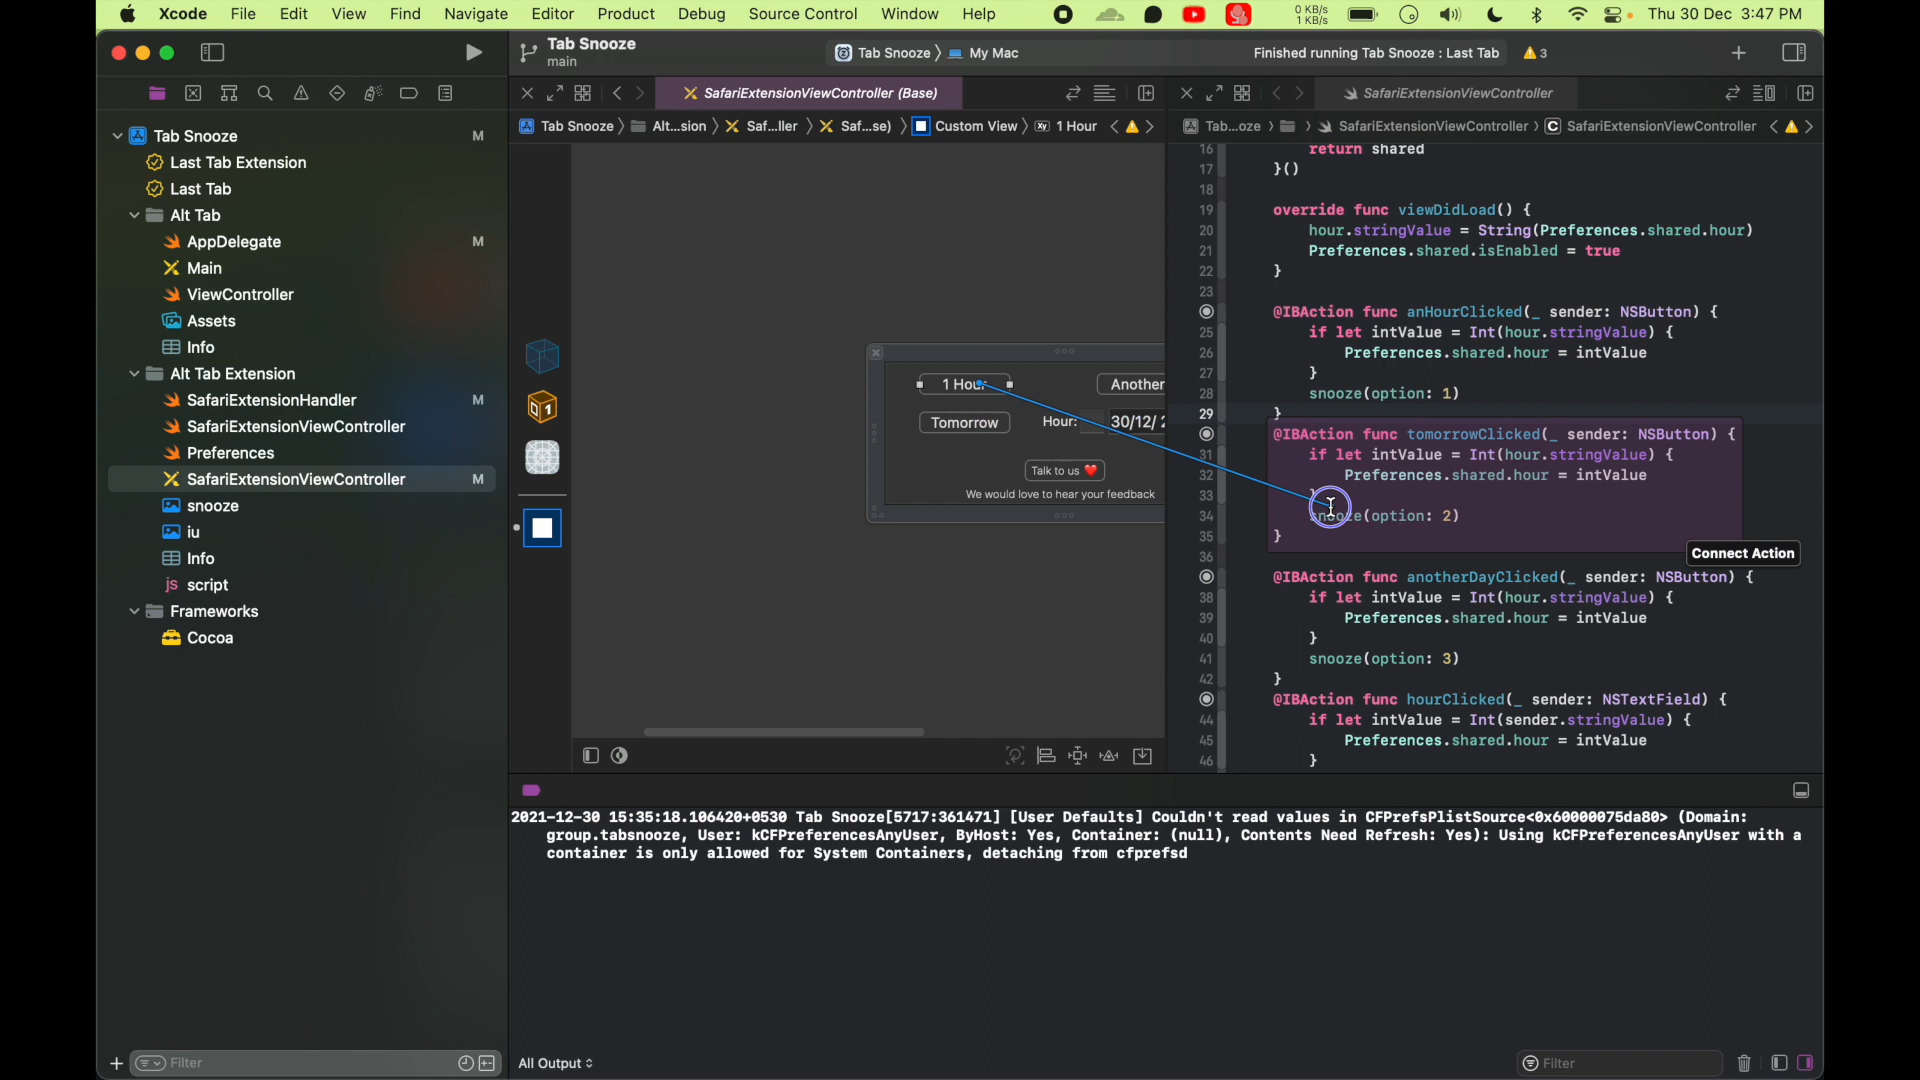 Xcode File Edit View Find Navigate Editor Product Debug Source Control Window Help 0 KB/s 1 KB/s Thu 30 Dec 3:47 PM
Tab Snooze
main
Tab Snooze My Mac
Finished running Tab Snooze : Last Tab
3
SafariExtensionViewController (Base)
SafariExtensionViewController
Tab Snooze Alt...sion Saf...ller Saf...se) Custom View 1 Hour
Tab...oze SafariExtensionViewController C SafariExtensionViewController
Tab Snooze M
Last Tab Extension
Last Tab
Alt Tab
AppDelegate M
Main
ViewController
Assets
Info
Alt Tab Extension
SafariExtensionHandler M
SafariExtensionViewController
Preferences
SafariExtensionViewController M
snooze
iu
Info
js script
Frameworks
Cocoa
Filter
1 Hour
Another
Tomorrow
Hour:
30/12/ 2
Talk to us ❤️
We would love to hear your feedback
16 return shared
17 }()
18
19 override func viewDidLoad() {
20 hour.stringValue = String(Preferences.shared.hour)
21 Preferences.shared.isEnabled = true
22 }
23
@IBAction func anHourClicked(_ sender: NSButton) {
25 if let intValue = Int(hour.stringValue) {
26 Preferences.shared.hour = intValue
27 }
28 snooze(option: 1)
29 }
@IBAction func tomorrowClicked(_ sender: NSButton) {
31 if let intValue = Int(hour.stringValue) {
32 Preferences.shared.hour = intValue
33 }
34 snooze(option: 2)
35 }
36
Connect Action
@IBAction func anotherDayClicked(_ sender: NSButton) {
38 if let intValue = Int(hour.stringValue) {
39 Preferences.shared.hour = intValue
40 }
41 snooze(option: 3)
42 }
@IBAction func hourClicked(_ sender: NSTextField) {
44 if let intValue = Int(sender.stringValue) {
45 Preferences.shared.hour = intValue
46 }
2021-12-30 15:35:18.106420+0530 Tab Snooze[5717:361471] [User Defaults] Couldn't read values in CFPrefsPlistSource<0x60000075da80> (Domain:
group.tabsnooze, User: kCFPreferencesAnyUser, ByHost: Yes, Container: (null), Contents Need Refresh: Yes): Using kCFPreferencesAnyUser with a
container is only allowed for System Containers, detaching from cfprefsd
All Output
Filter